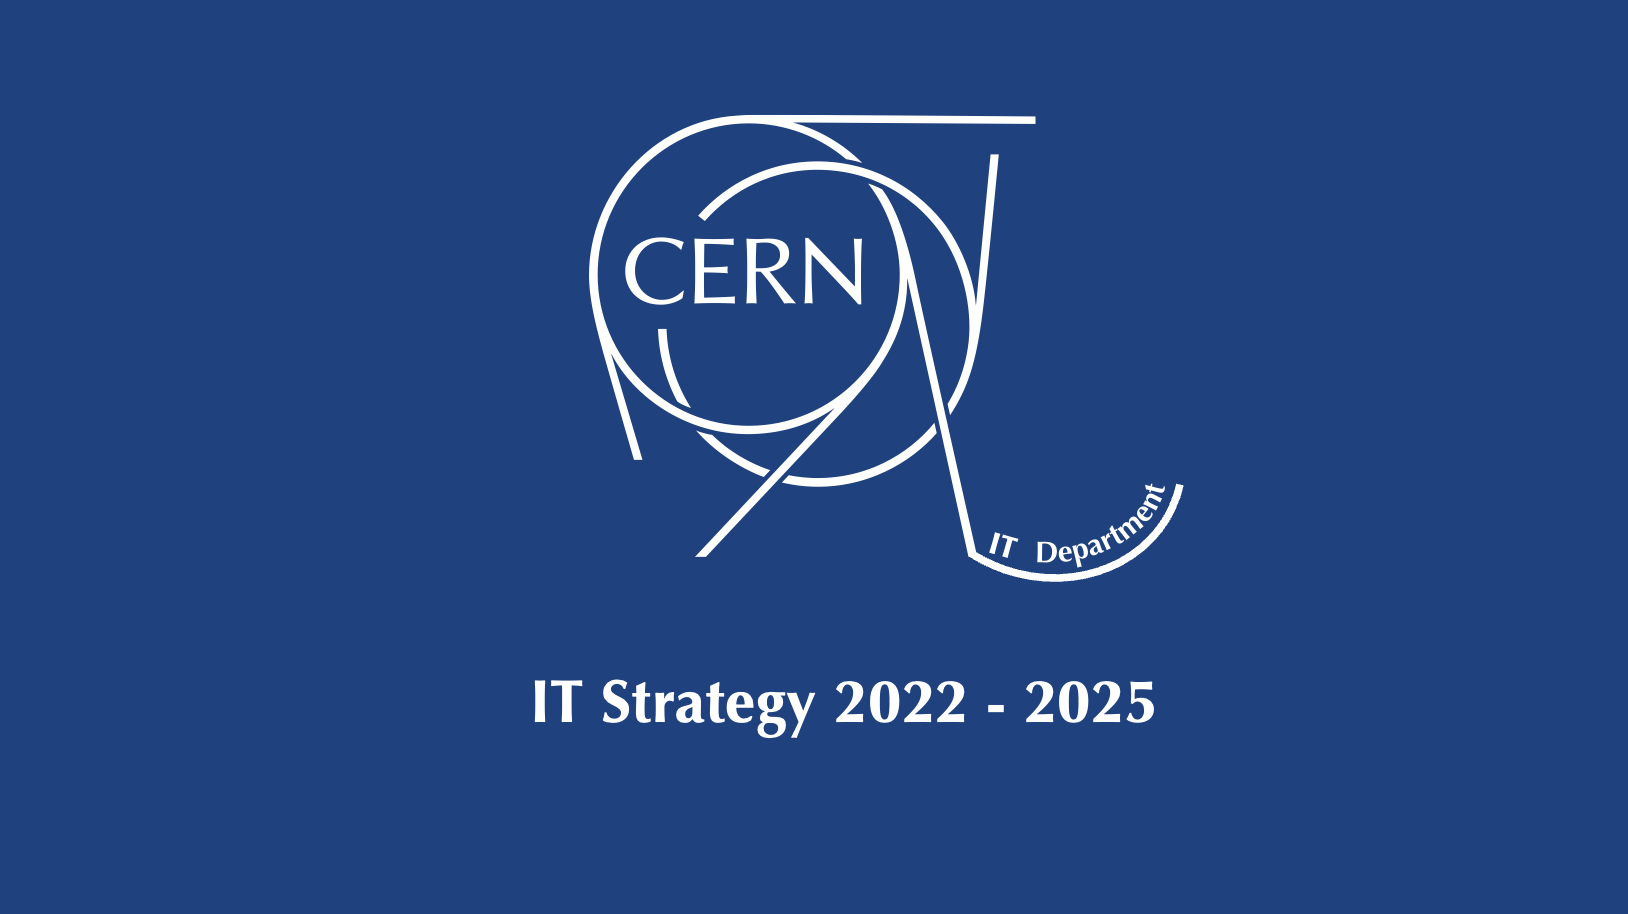 CERN
IT Department
IT Strategy 2022 - 2025